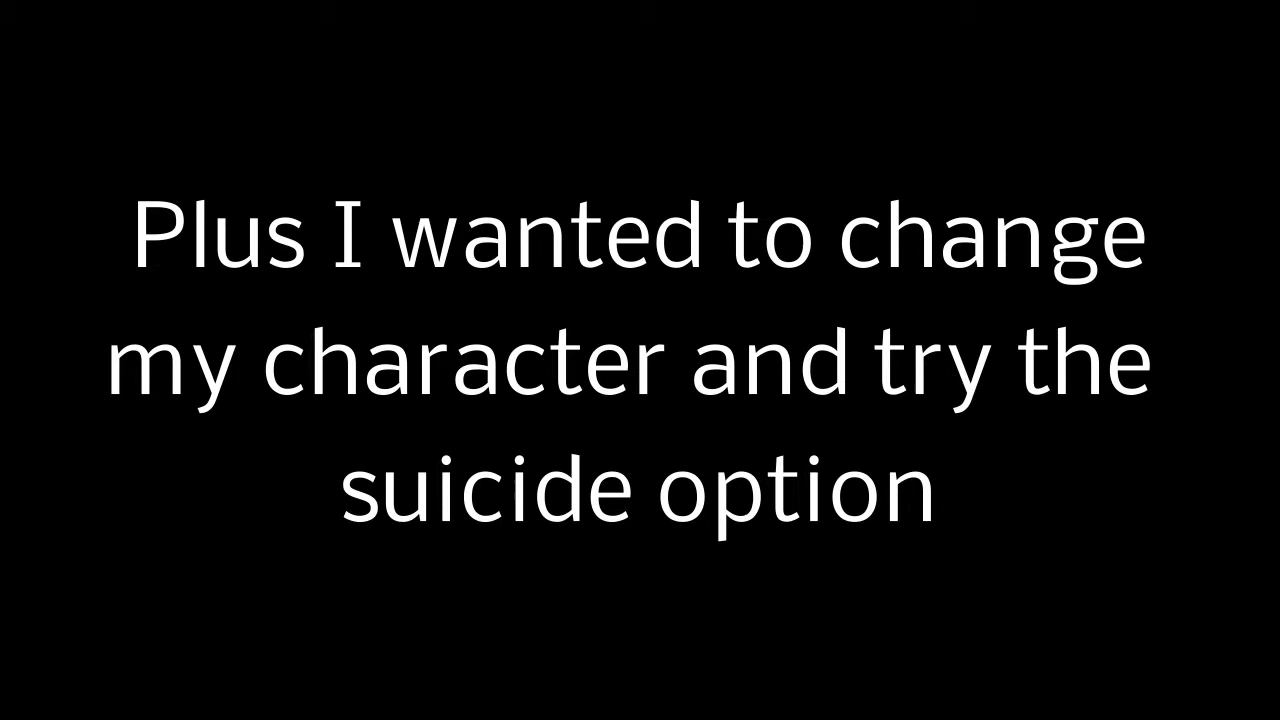 Plus I wanted to change
my character and try the
suicide option